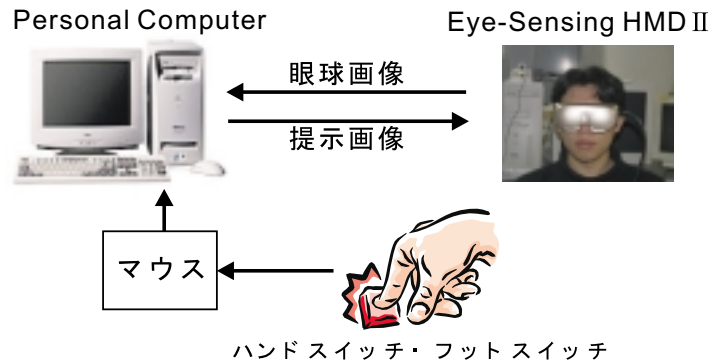 Personal Computer
Eye-Sensing HMDⅡ
眼球画像
提示画像
マウス
ハンドスイッチ・フットスイッチ